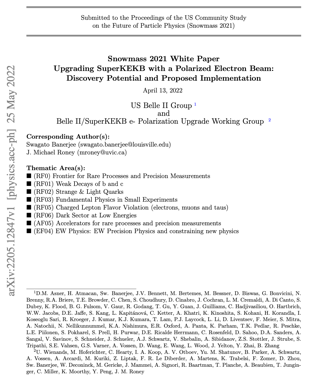 Submitted to the Proceedings of the US Community Study
on the Future of Particle Physics (Snowmass 2021)
Snowmass 2021 White Paper
Upgrading SuperKEKB with a Polarized Electron Beam:
Discovery Potential and Proposed Implementation
April 13, 2022
US Belle II Group 1
and
Belle II/SuperKEKB e- Polarization Upgrade Working Group 2
Corresponding Author(s):
Swagato Banerjee (swagato.banerjee@louisville.edu)
J. Michael Roney (mroney@uvic.ca)
Thematic Area(s):
■ (RF0) Frontier for Rare Processes and Precision Measurements
■ (RF01) Weak Decays of b and c
■ (RF02) Strange & Light Quarks
■ (RF03) Fundamental Physics in Small Experiments
■ (RF05) Charged Lepton Flavor Violation (electrons, muons and taus)
■ (RF06) Dark Sector at Low Energies
■ (AF05) Accelerators for rare processes and precision measurements
■ (EF04) EW Physics: EW Precision Physics and constraining new physics
arXiv:2205.12847v1 [physics.acc-ph] 25 May 2022
1D.M. Asner, H. Atmacan, Sw. Banerjee, J.V. Bennett, M. Bertemes, M. Bessner, D. Biswas, G. Bonvicini, N.
Brenny, R.A. Briere, T.E. Browder, C. Chen, S. Choudhury, D. Cinabro, J. Cochran, L. M. Cremaldi, A. Di Canto, S.
Dubey, K. Flood, B. G. Fulsom, V. Gaur, R. Godang, T. Gu, Y. Guan, J. Guilliams, C. Hadjivasiliou, O. Hartbrich,
W.W. Jacobs, D.E. Jaffe, S. Kang, L. Kapitánová, C. Ketter, A. Khatri, K. Kinoshita, S. Kohani, H. Korandla, I.
Koseoglu Sari, R. Kroeger, J. Kumar, K.J. Kumara, T. Lam, P.J. Laycock, L. Li, D. Liventsev, F. Meier, S. Mitra,
A. Natochii, N. Nellikunnummel, K.A. Nishimura, E.R. Oxford, A. Panta, K. Parham, T.K. Pedlar, R. Peschke,
L.E. Piilonen, S. Pokharel, S. Prell, H. Purwar, D.E. Ricalde Herrmann, C. Rosenfeld, D. Sahoo, D.A. Sanders, A.
Sangal, V. Savinov, S. Schneider, J. Schueler, A.J. Schwartz, V. Shebalin, A. Sibidanov, Z.S. Stottler, J. Strube, S.
Tripathi, S.E. Vahsen, G.S. Varner, A. Vossen, D. Wang, E. Wang, L. Wood, J. Yelton, Y. Zhai, B. Zhang
2U. Wienands, M. Hoferichter, C. Hearty, I. A. Koop, A. V. Otboev, Yu. M. Shatunov, B. Parker, A. Schwartz,
A. Vossen, A. Accardi, M. Kuriki, Z. Liptak, F. R. Le Diberder, A. Martens, K. Trabelsi, F. Zomer, D. Zhou,
Sw. Banerjee, W. Deconinck, M. Gericke, J. Mammei, A. Signori, R. Baartman, T. Planche, A. Beaubien, T. Junginger,
C. Miller, K. Moorthy, Y. Peng, J. M. Roney